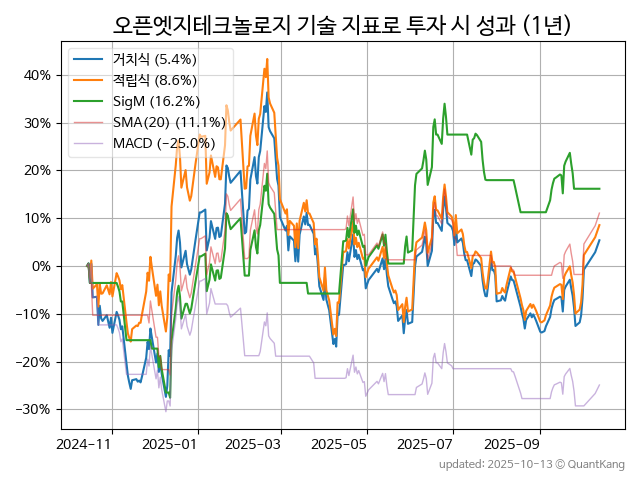 오픈엣지테크놀로지 기술 지표로 투자 시 성과 (1년)
거치식 (5.4%)
적립식 (8.6%)
SigM (16.2%)
SMA(20) (11.1%)
MACD (−25.0%)
40%
30%
20%
10%
0%
−10%
−20%
−30%
2024-11 2025-01 2025-03 2025-05 2025-07 2025-09
updated: 2025-10-13 © QuantKang